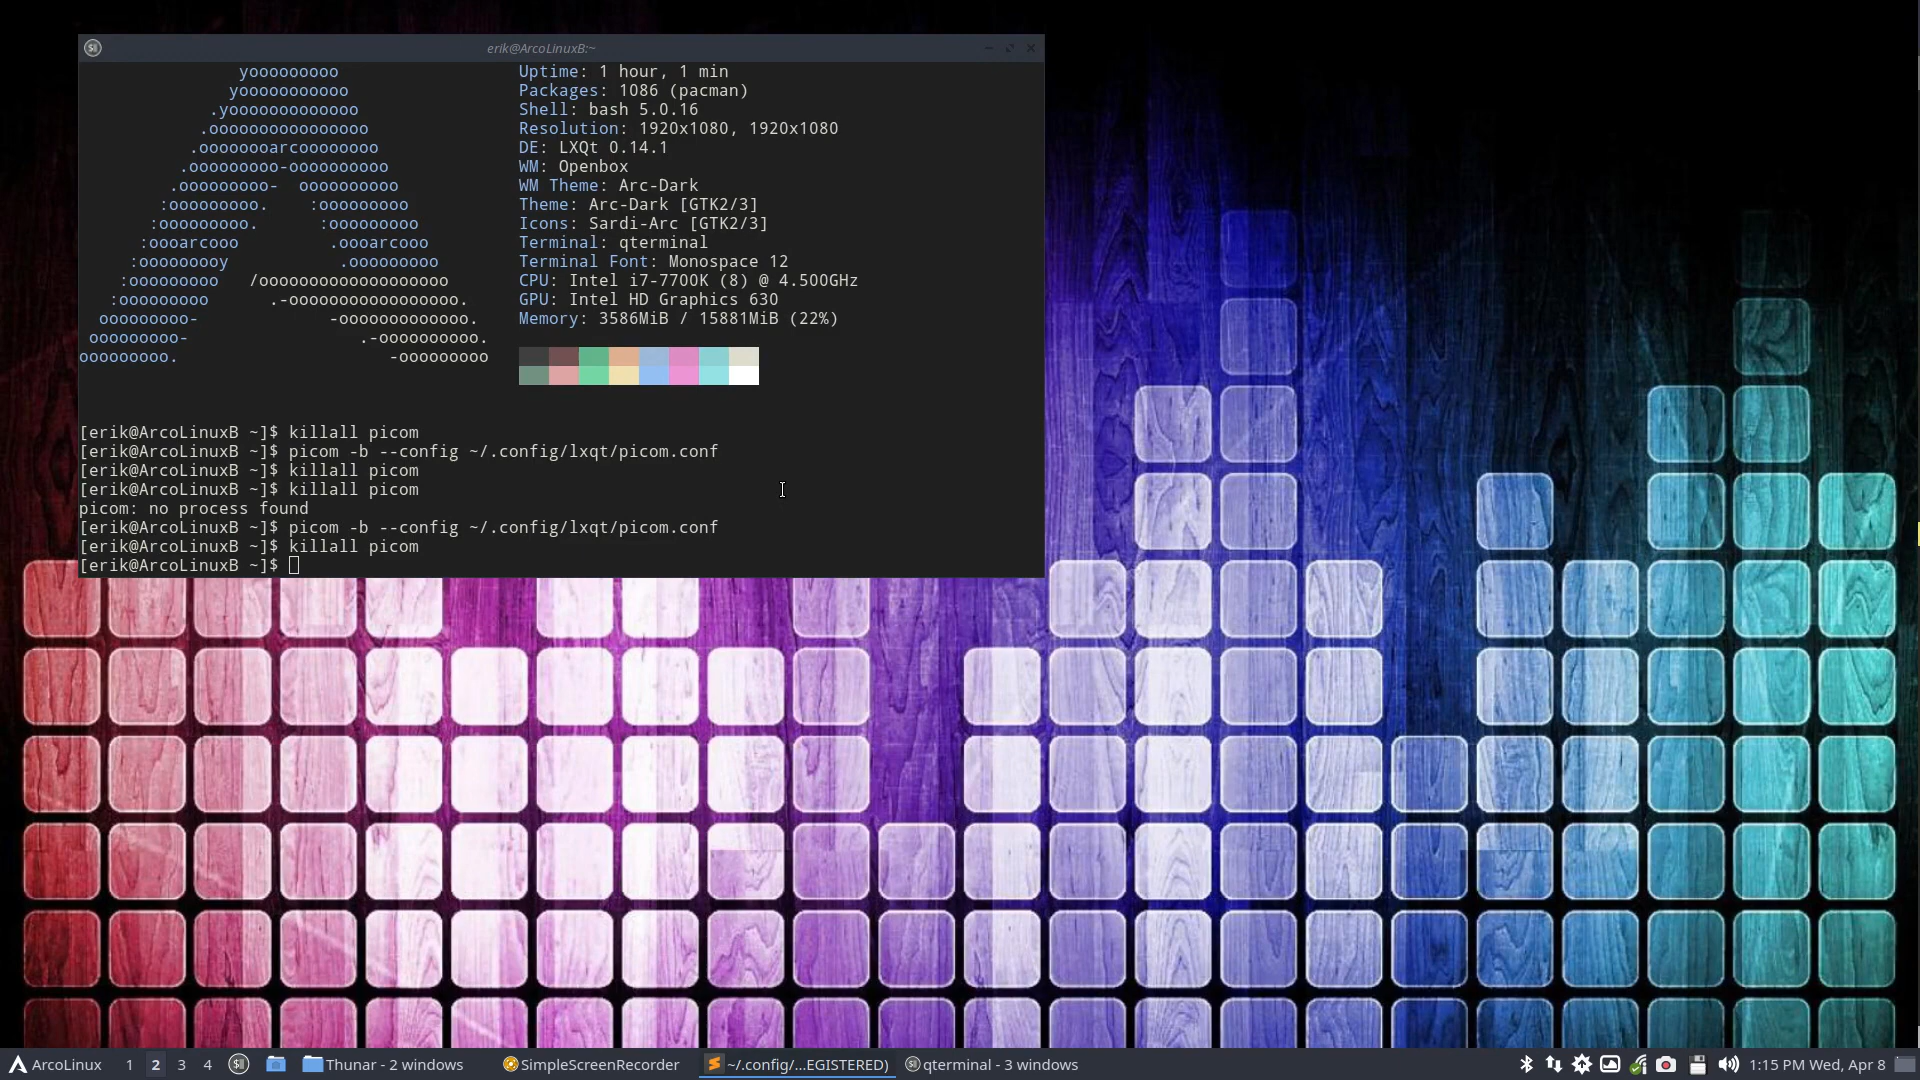 erik@ArcoLinuxB:~
yooooooooo Uptime: 1 hour, 1 min
yooooooooooo Packages: 1086 (pacman)
.yooooooooooooo Shell: bash 5.0.16
.oooooooooooooooo Resolution: 1920x1080, 1920x1080
.ooooooooarcoooooooo DE: LXQt 0.14.1
.ooooooooo-oooooooooo WM: Openbox
.ooooooooo- oooooooooo WM Theme: Arc-Dark
:ooooooooo. :ooooooooo Theme: Arc-Dark [GTK2/3]
:ooooooooo. :ooooooooo Icons: Sardi-Arc [GTK2/3]
:oooarcooo .oooarcooo Terminal: qterminal
:ooooooooy .ooooooooo Terminal Font: Monospace 12
:ooooooooo /ooooooooooooooooooo CPU: Intel i7-7700K (8) @ 4.500GHz
:ooooooooo .-ooooooooooooooooo. GPU: Intel HD Graphics 630
ooooooooo- -ooooooooooooo. Memory: 3586MiB / 15881MiB (22%)
ooooooooo- .-oooooooooo.
ooooooooo. -ooooooooo
[erik@ArcoLinuxB ~]$ killall picom
[erik@ArcoLinuxB ~]$ picom -b --config ~/.config/lxqt/picom.conf
[erik@ArcoLinuxB ~]$ killall picom
[erik@ArcoLinuxB ~]$ killall picom
picom: no process found
[erik@ArcoLinuxB ~]$ picom -b --config ~/.config/lxqt/picom.conf
[erik@ArcoLinuxB ~]$ killall picom
[erik@ArcoLinuxB ~]$
ArcoLinux 1 2 3 4 Thunar - 2 windows SimpleScreenRecorder ~/.config/...EGISTERED) qterminal - 3 windows 1:15 PM Wed, Apr 8